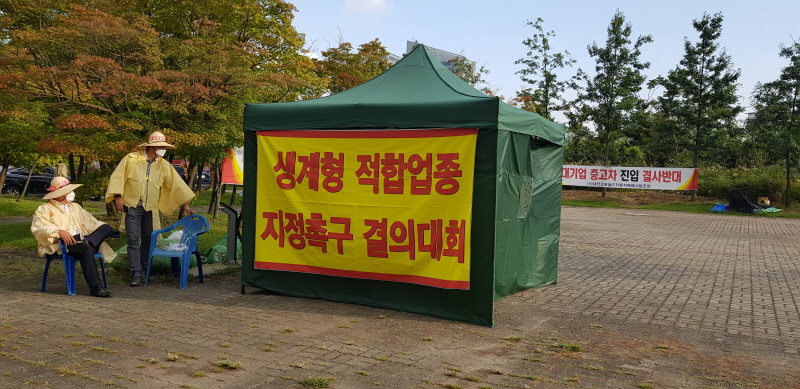 생계형 적합업종
지정촉구 결의대회
대기업 중고차 진입 결사반대